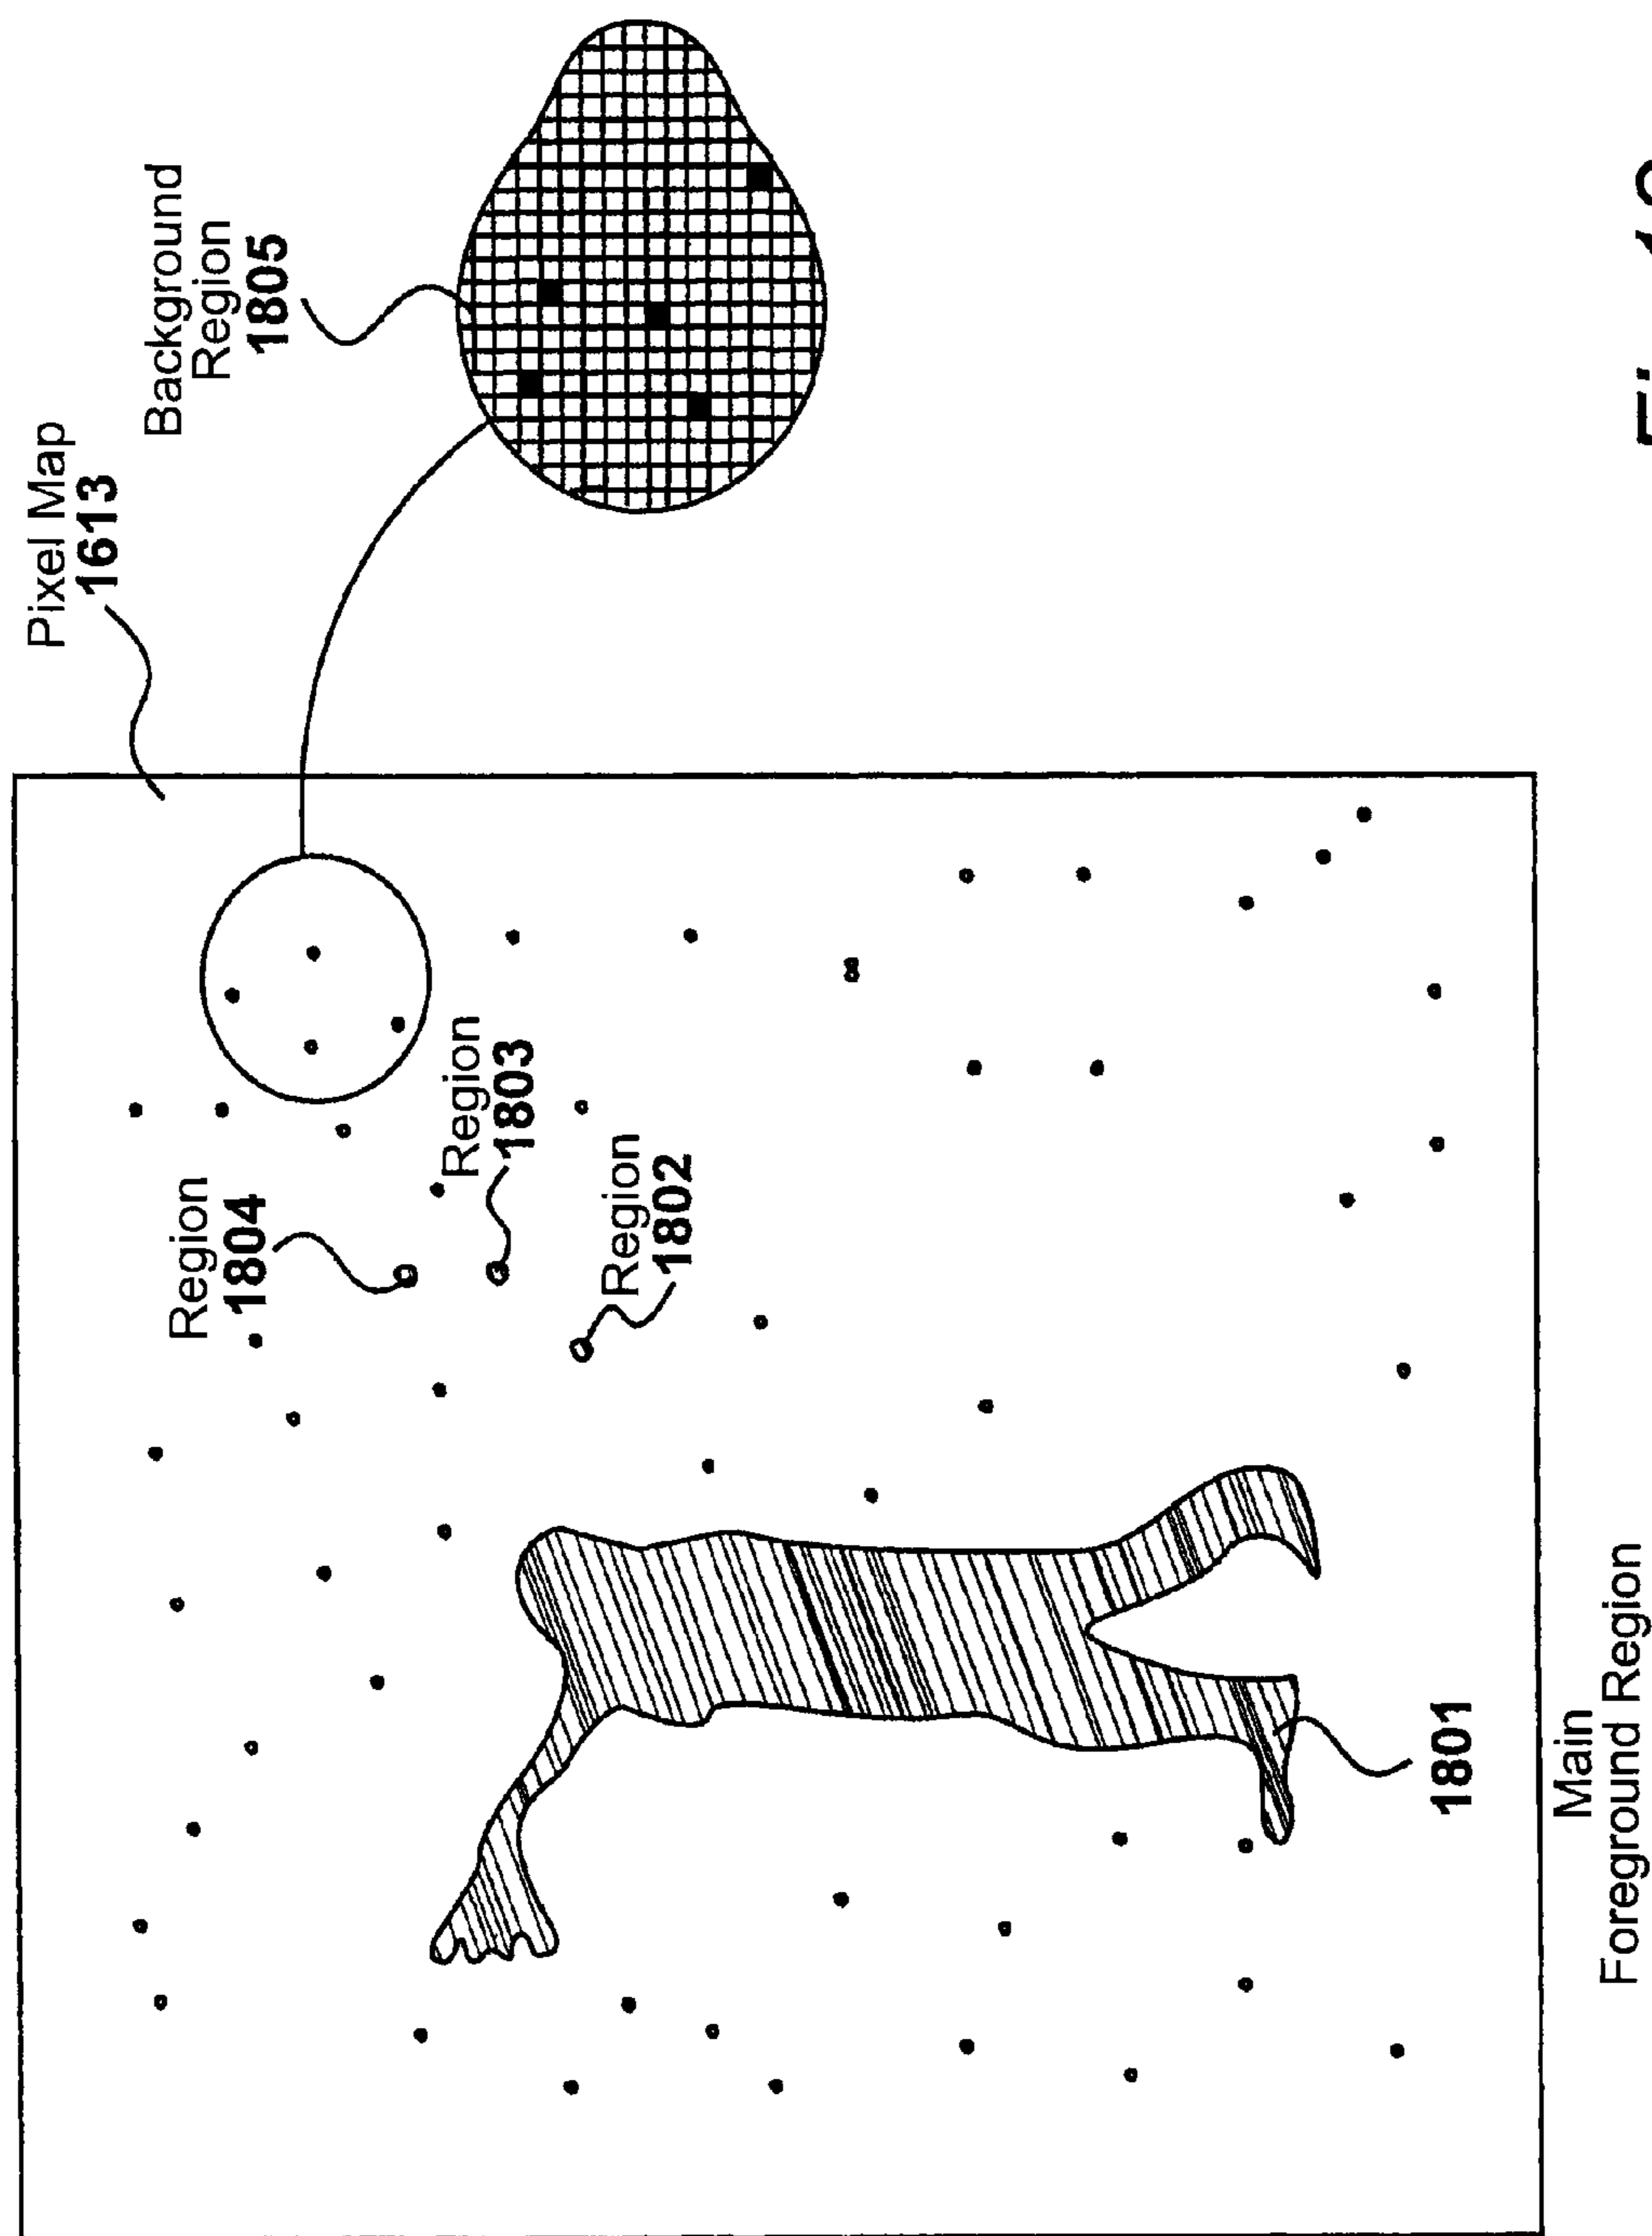 Pixel Map
1613
Background
Region
1805
Region
1804
Region
1803
Region
1802
1801
Main
Foreground Region